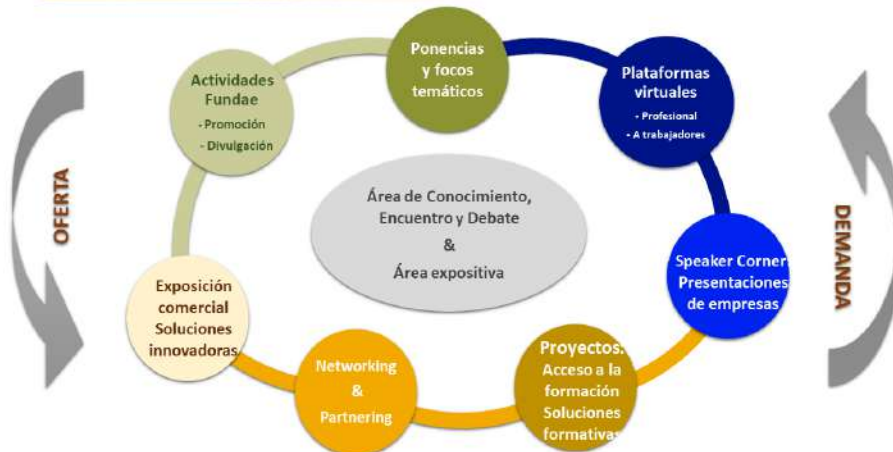 Ponencias
y focos
temáticos
Plataformas
virtuales
- Profesional
- A trabajadores
Actividades
Fundae
- Promoción
- Divulgación
OFERTA
DEMANDA
Área de Conocimiento,
Encuentro y Debate
&
Área expositiva
Speaker Corner:
Presentaciones
de empresas
Exposición
comercial
Soluciones
innovadoras
Proyectos:
Acceso a la
formación
Soluciones
formativas
Networking
&
Partnering